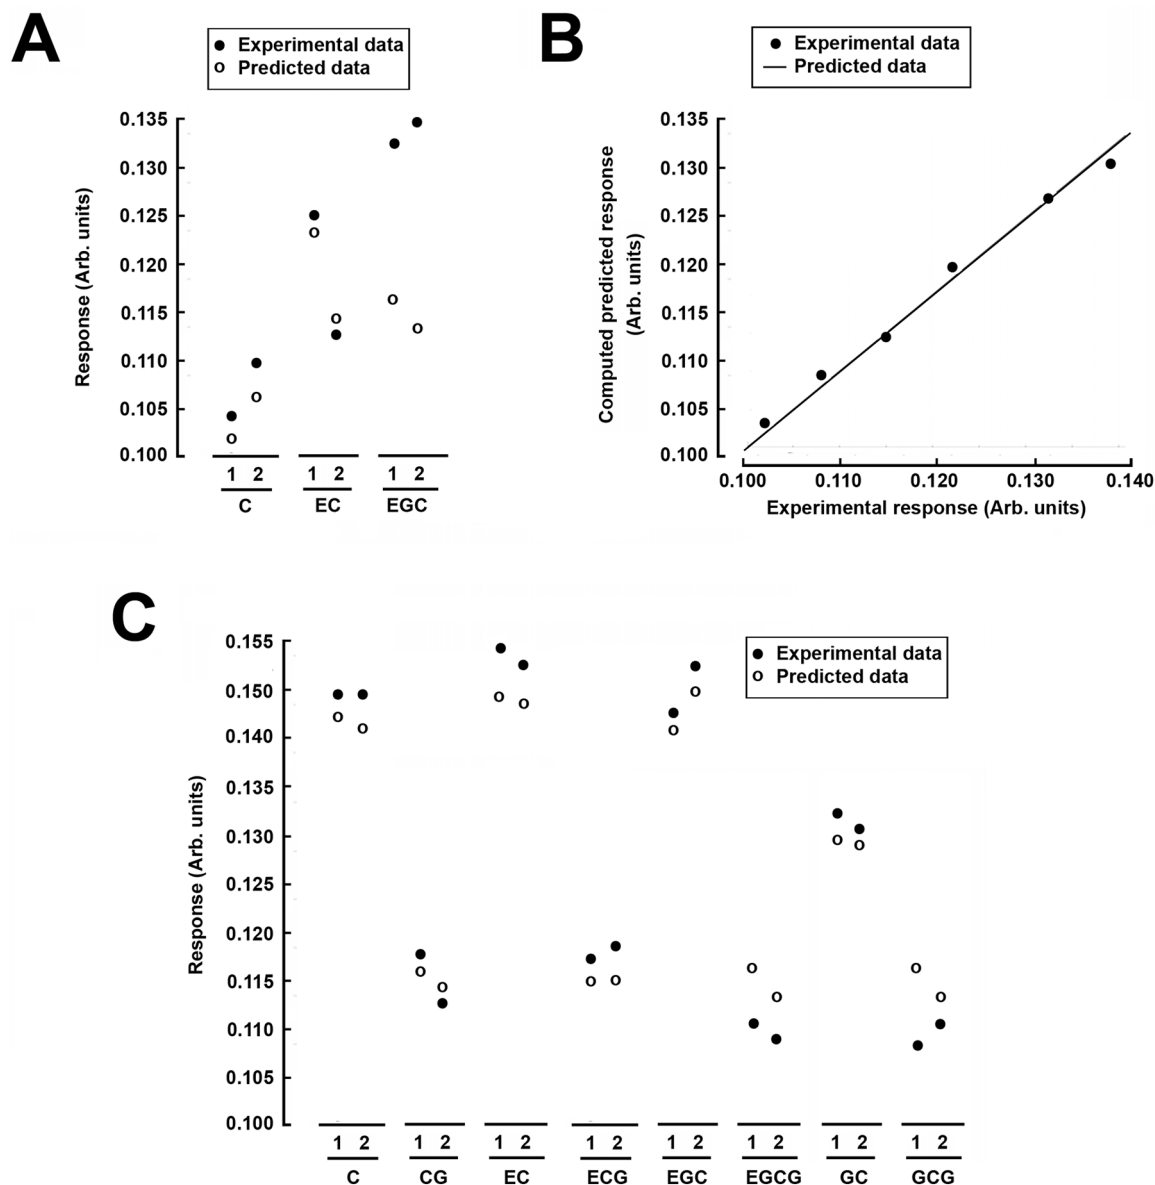 A
● Experimental data
o Predicted data
Response (Arb. units)
0.135
0.130
0.125
0.120
0.115
0.110
0.105
0.100
1 2 1 2 1 2
C EC EGC
B
● Experimental data
— Predicted data
Computed predicted response
(Arb. units)
0.135
0.130
0.125
0.120
0.115
0.110
0.105
0.100
0.100 0.110 0.120 0.130 0.140
Experimental response (Arb. units)
C
● Experimental data
o Predicted data
Response (Arb. units)
0.155
0.150
0.140
0.135
0.130
0.125
0.120
0.115
0.110
0.105
0.100
1 2 1 2 1 2 1 2 1 2 1 2 1 2 1 2
C CG EC ECG EGC EGCG GC GCG